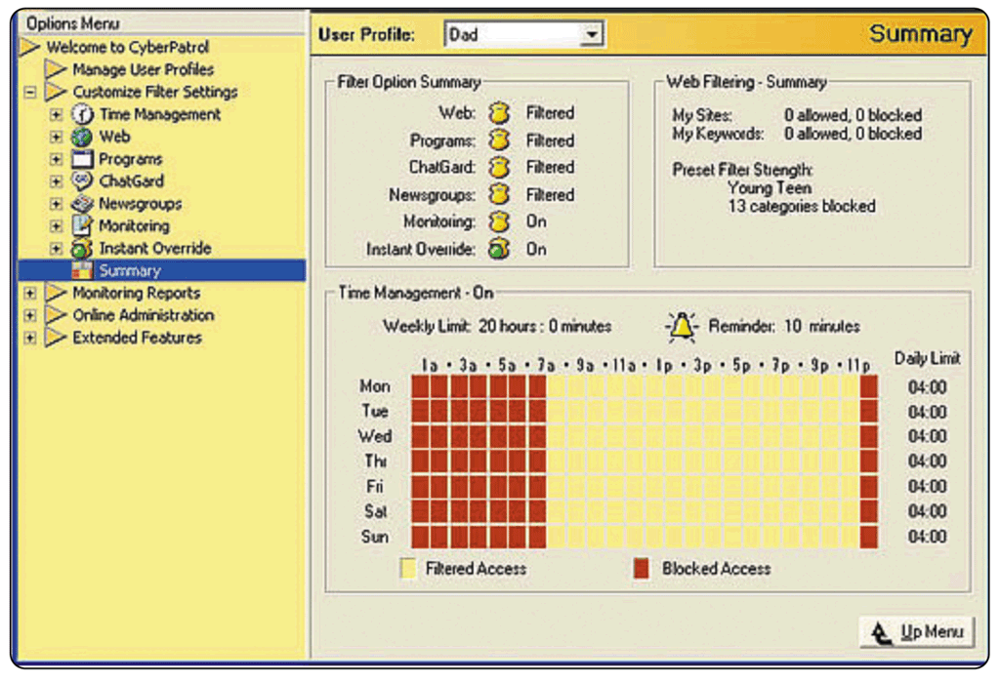 Options Menu
Welcome to CyberPatrol
Manage User Profiles
Customize Filter Settings
Time Management
Web
Programs
ChatGard
Newsgroups
Monitoring
Instant Override
Summary
Monitoring Reports
Online Administration
Extended Features
User Profile: Dad
Summary
Filter Option Summary
Web: Filtered
Programs: Filtered
ChatGard: Filtered
Newsgroups: Filtered
Monitoring: On
Instant Override: On
Web Filtering - Summary
My Sites: 0 allowed, 0 blocked
My Keywords: 0 allowed, 0 blocked
Preset Filter Strength:
Young Teen
13 categories blocked
Time Management - On
Weekly Limit: 20 hours : 0 minutes
Reminder: 10 minutes
1a • 3a • 5a • 7a • 9a • 11a • 1p • 3p • 5p • 7p • 9p • 11p Daily Limit
Mon 04:00
Tue 04:00
Wed 04:00
Thr 04:00
Fri 04:00
Sat 04:00
Sun 04:00
Filtered Access Blocked Access
Up Menu